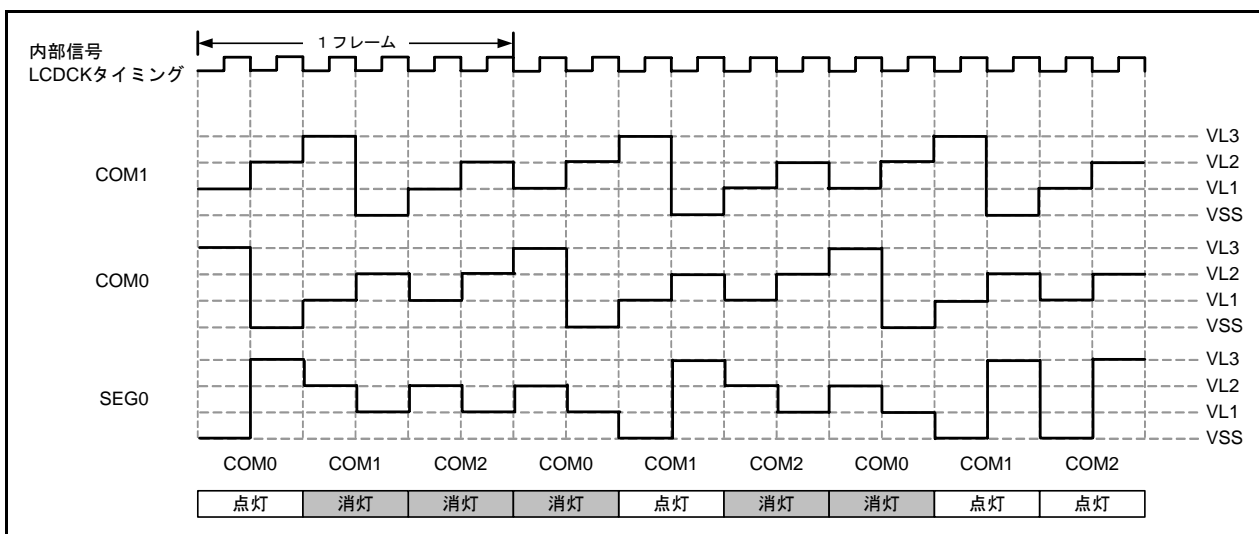 内部信号
LCDCKタイミング
1 フレーム
COM1
VL3
VL2
VL1
VSS
COM0
VL3
VL2
VL1
VSS
SEG0
VL3
VL2
VL1
VSS
COM0 COM1 COM2 COM0 COM1 COM2 COM0 COM1 COM2
点灯 消灯 消灯 消灯 点灯 消灯 消灯 点灯 点灯